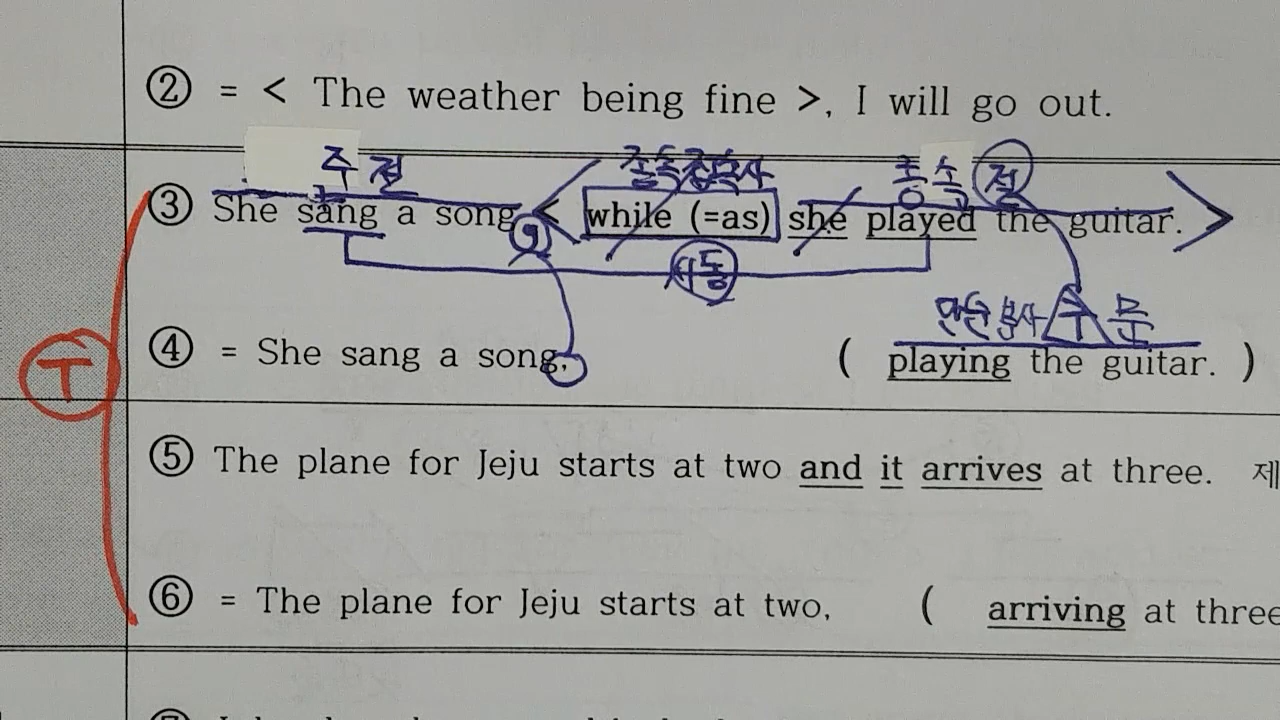 ② = < The weather being fine >, I will go out.
주절 종속접속사 종속절
③ She sang a song, < while (=as) she played the guitar. >
시동
분사
④ = She sang a song, ( playing the guitar. )
T
⑤ The plane for Jeju starts at two and it arrives at three. 제
⑥ = The plane for Jeju starts at two, ( arriving at three
⑦